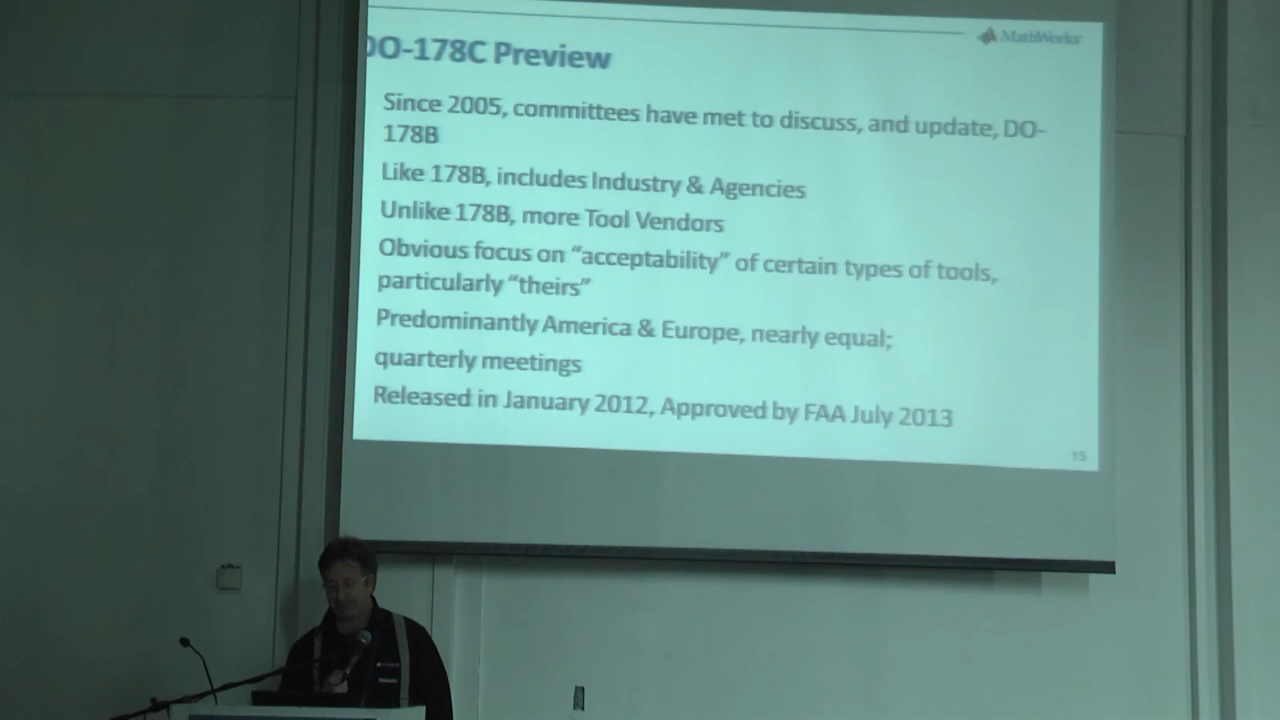 MathWorks
DO-178C Preview
Since 2005, committees have met to discuss, and update, DO-
178B
Like 178B, includes Industry & Agencies
Unlike 178B, more Tool Vendors
Obvious focus on “acceptability” of certain types of tools,
particularly “theirs”
Predominantly America & Europe, nearly equal;
quarterly meetings
Released in January 2012, Approved by FAA July 2013
15